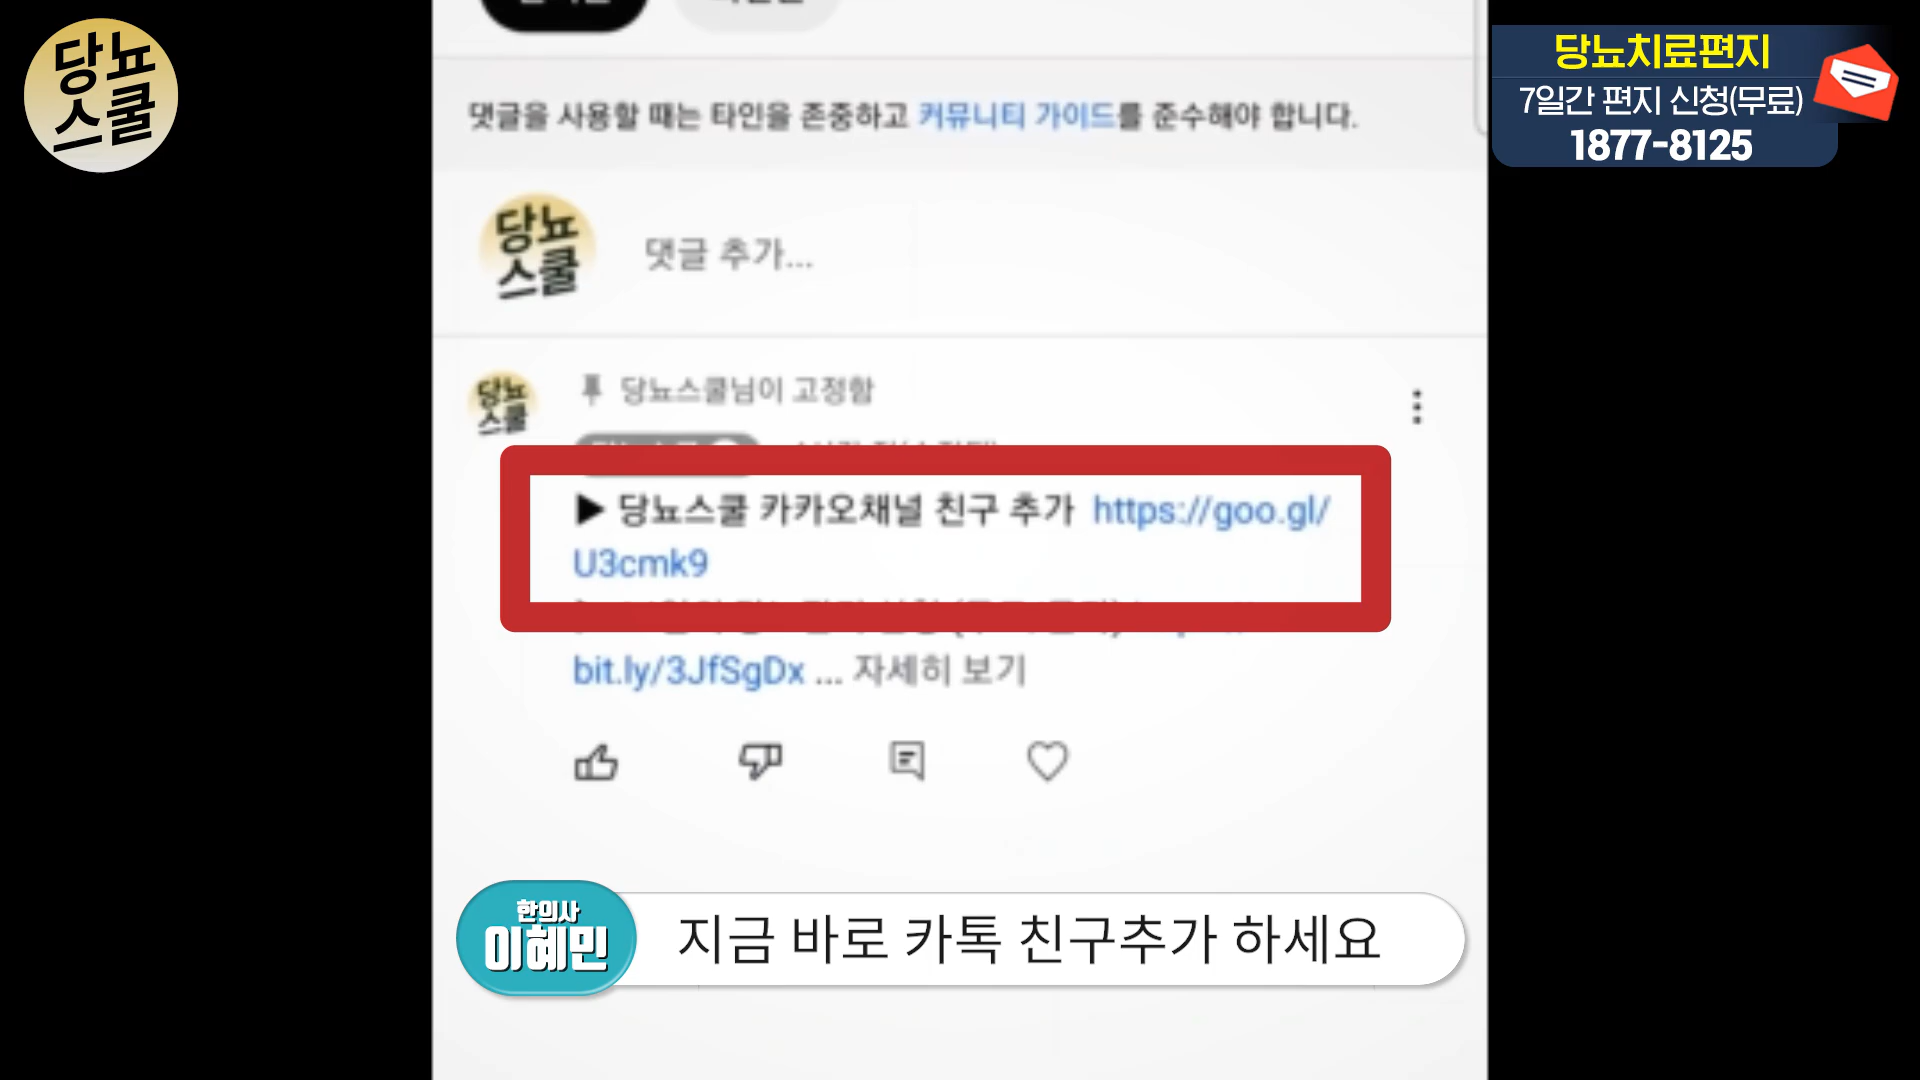 당뇨
스쿨
당뇨치료편지
7일간 편지 신청(무료)
1877-8125
댓글을 사용할 때는 타인을 존중하고 커뮤니티 가이드를 준수해야 합니다.
당뇨
스쿨
댓글 추가...
당뇨
스쿨
당뇨스쿨님이 고정함
▶ 당뇨스쿨 카카오채널 친구 추가 https://goo.gl/
U3cmk9
bit.ly/3JfSgDx ... 자세히 보기
한의사
이혜민
지금 바로 카톡 친구추가 하세요